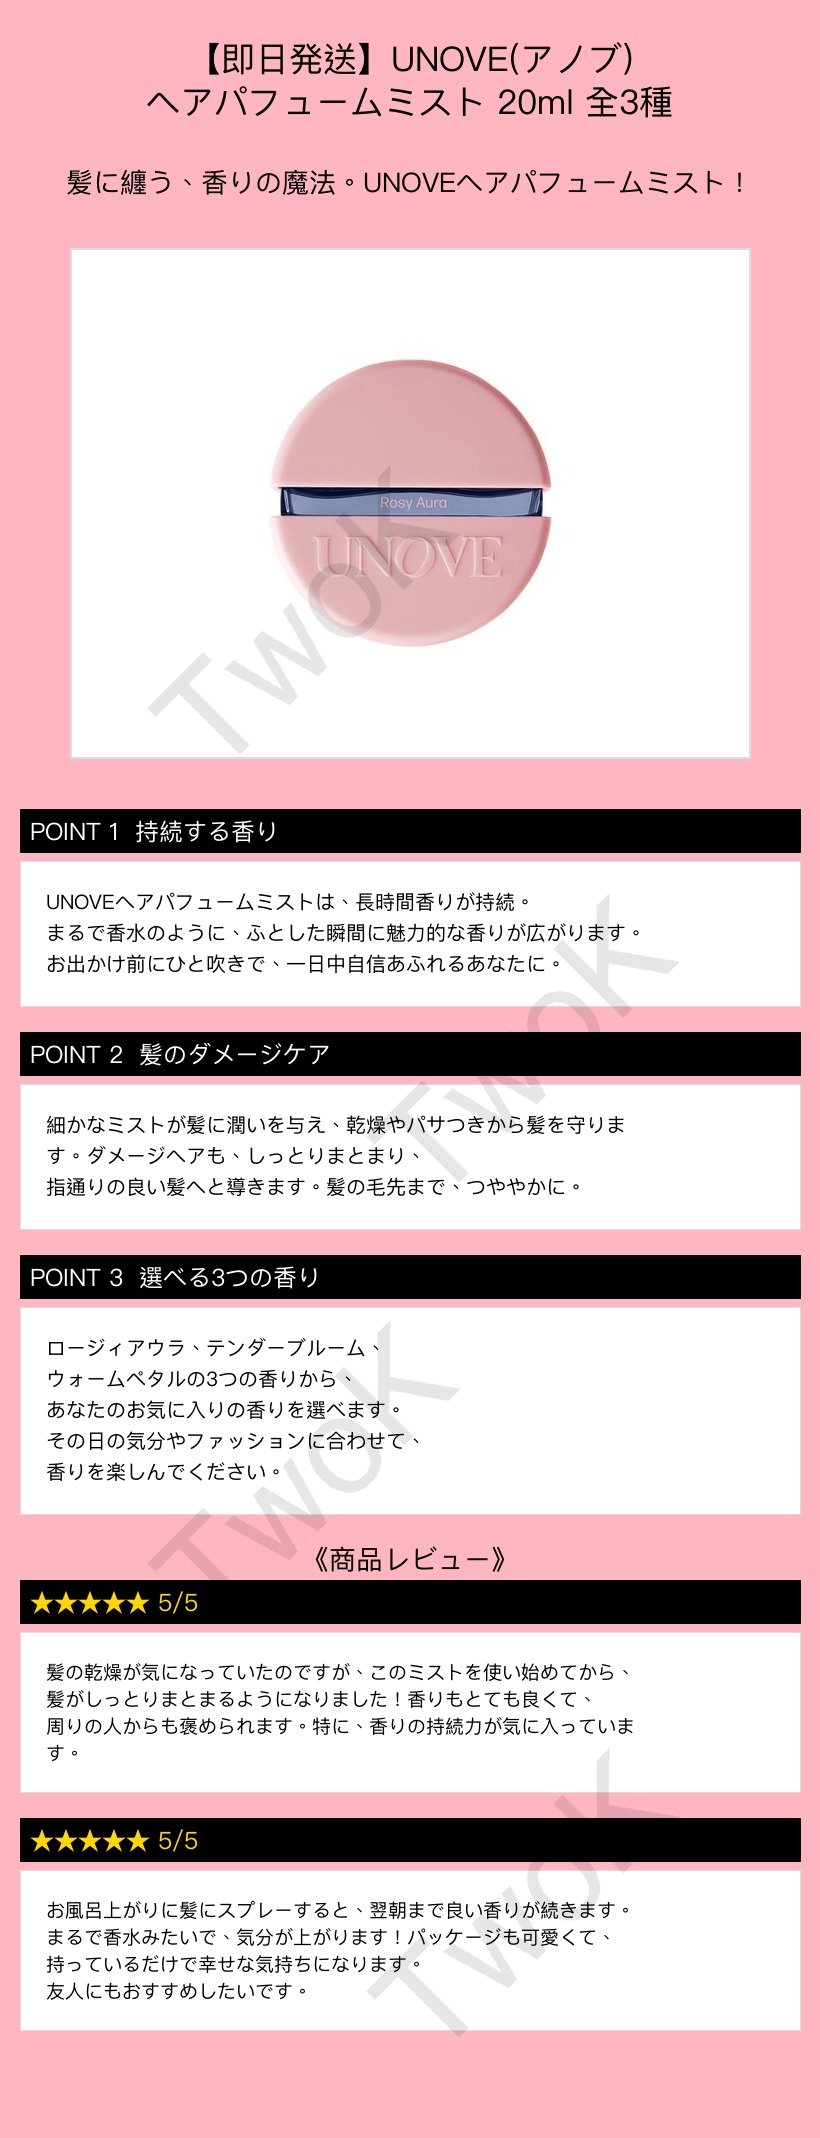 【即日発送】UNOVE(アノブ)
ヘアパフュームミスト 20ml 全3種
髪に纏う、香りの魔法。UNOVEヘアパフュームミスト！
Rosy Aura
UNOVE
TwoK
POINT 1 持続する香り
UNOVEヘアパフュームミストは、長時間香りが持続。
まるで香水のように、ふとした瞬間に魅力的な香りが広がります。
お出かけ前にひと吹きで、一日中自信あふれるあなたに。
TwoK
POINT 2 髪のダメージケア
細かなミストが髪に潤いを与え、乾燥やパサつきから髪を守りま
す。ダメージヘアも、しっとりまとまり、
指通りの良い髪へと導きます。髪の毛先まで、つややかに。
POINT 3 選べる3つの香り
ロージィアウラ、テンダーブルーム、
ウォームペタルの3つの香りから、
あなたのお気に入りの香りを選べます。
その日の気分やファッションに合わせて、
香りを楽しんでください。
TwoK
《商品レビュー》
★★★★★ 5/5
髪の乾燥が気になっていたのですが、このミストを使い始めてから、
髪がしっとりまとまるようになりました！香りもとても良くて、
周りの人からも褒められます。特に、香りの持続力が気に入っていま
す。
★★★★★ 5/5
お風呂上がりに髪にスプレーすると、翌朝まで良い香りが続きます。
まるで香水みたいで、気分が上がります！パッケージも可愛くて、
持っているだけで幸せな気持ちになります。
友人にもおすすめしたいです。
TwoK